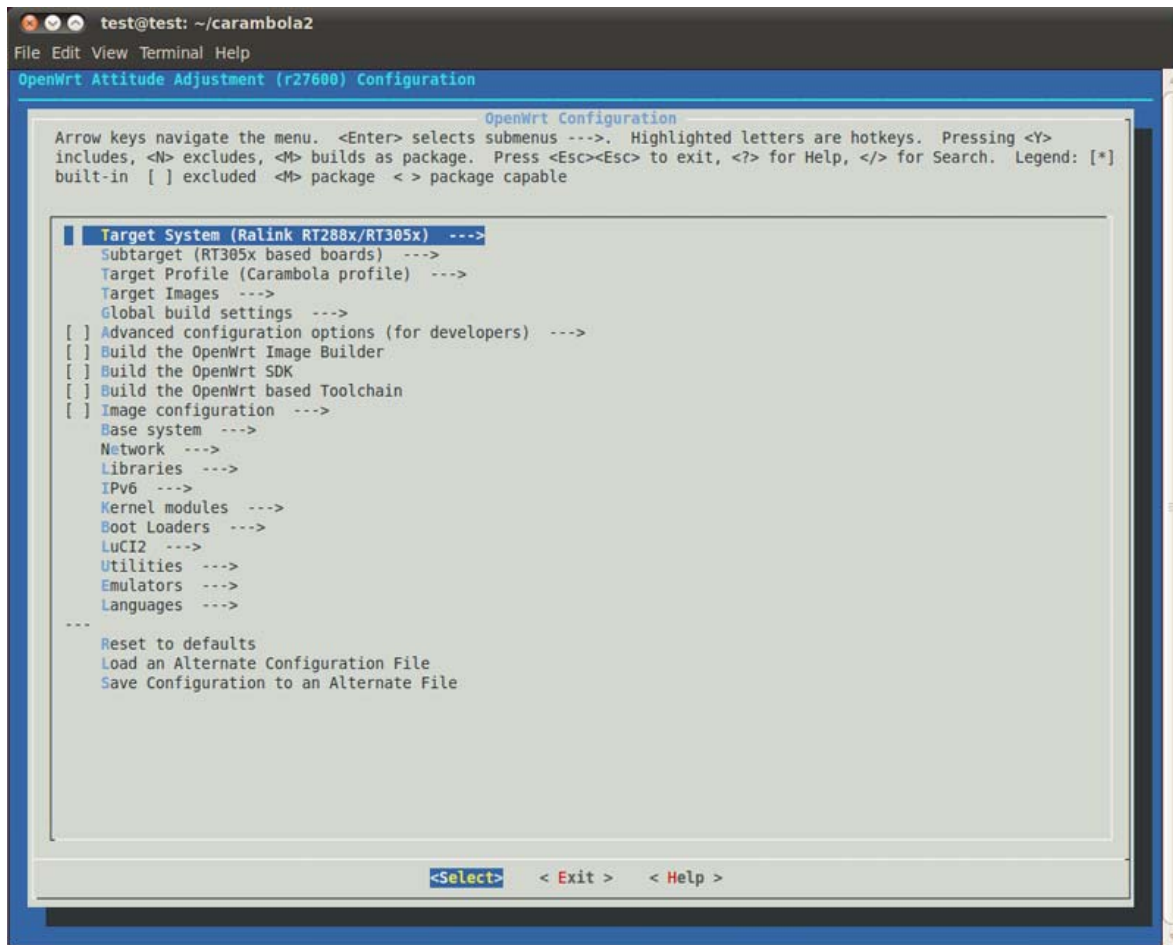 test@test: ~/carambola2
File Edit View Terminal Help
OpenWrt Attitude Adjustment (r27600) Configuration
OpenWrt Configuration
Arrow keys navigate the menu. <Enter> selects submenus --->. Highlighted letters are hotkeys. Pressing <Y>
includes, <N> excludes, <M> builds as package. Press <Esc><Esc> to exit, <?> for Help, </> for Search. Legend: [*]
built-in [ ] excluded <M> package < > package capable
Target System (Ralink RT288x/RT305x) --->
Subtarget (RT305x based boards) --->
Target Profile (Carambola profile) --->
Target Images --->
Global build settings --->
[ ] Advanced configuration options (for developers) --->
[ ] Build the OpenWrt Image Builder
[ ] Build the OpenWrt SDK
[ ] Build the OpenWrt based Toolchain
[ ] Image configuration --->
Base system --->
Network --->
Libraries --->
IPv6 --->
Kernel modules --->
Boot Loaders --->
LuCI2 --->
Utilities --->
Emulators --->
Languages --->
---
Reset to defaults
Load an Alternate Configuration File
Save Configuration to an Alternate File
<Select> < Exit > < Help >